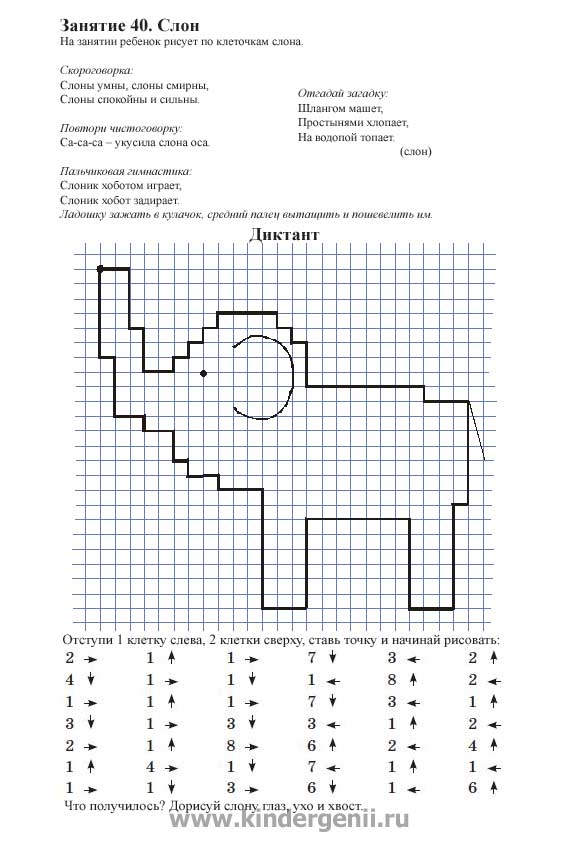 Занятие 40. Слон
На занятии ребенок рисует по клеточкам слона.
Скороговорка:
Слоны умны, слоны смирны,
Слоны спокойны и сильны.
Повтори чистоговорку:
Са-са-са – укусила слона оса.
Пальчиковая гимнастика:
Слоник хоботом играет,
Слоник хобот задирает.
Ладошку зажать в кулачок, средний палец вытащить и пошевелить им.
Отгадай загадку:
Шлангом машет,
Простынями хлопает,
На водопой топает.
(слон)
Диктант
Отступи 1 клетку слева, 2 клетки сверху, ставь точку и начинай рисовать:
2 → 1 ↑ 1 → 7 ↓ 3 ← 2 ↑
4 ↓ 1 → 1 ↓ 1 ← 8 ↑ 2 ←
1 → 1 ↑ 1 → 7 ↓ 3 ← 1 ↑
3 ↓ 1 → 3 ↓ 3 ← 1 ↑ 2 ←
2 → 1 ↑ 8 → 6 ↑ 2 ← 4 ↑
1 ↑ 4 → 1 ↓ 7 ← 1 ↑ 1 ←
1 → 1 ↓ 3 → 6 ↓ 1 ← 6 ↑
Что получилось? Дорисуй слону глаз, ухо и хвост.
www.kindergenii.ru